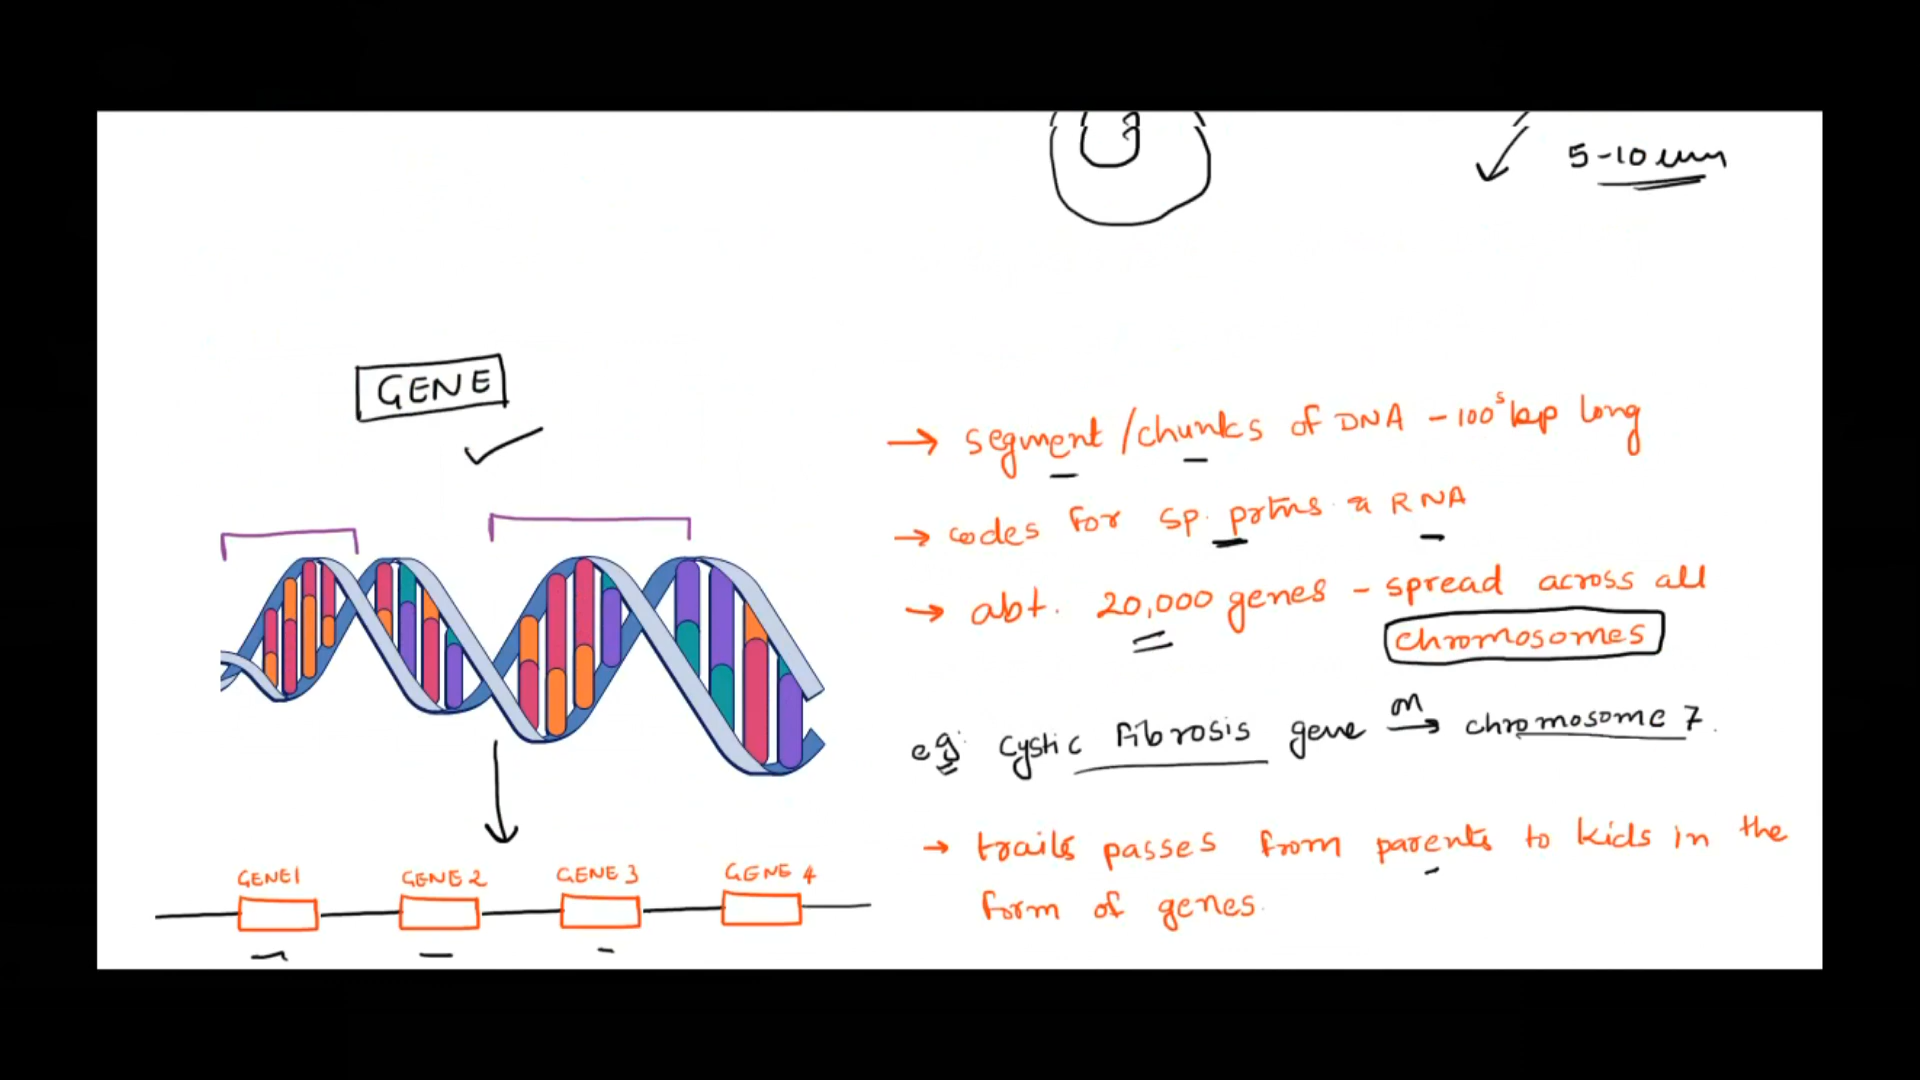 5-10 um
GENE
→ segment/chunks of DNA - 100s kbp long
→ codes for sp. prtns & RNA
→ abt. 20,000 genes - spread across all
chromosomes
eg: Cystic Fibrosis gene on → chromosome 7.
→ traits passes from parents to kids in the
form of genes.
GENE1 GENE 2 GENE 3 GENE 4